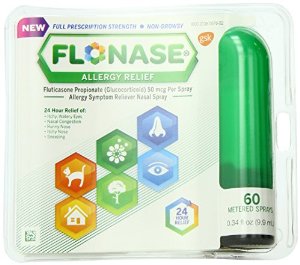 NEW
FULL PRESCRIPTION STRENGTH • NON-DROWSY
FLONASE®
gsk
ALLERGY RELIEF
Fluticasone Propionate (Glucocorticoid) 50 mcg Per Spray
Allergy Symptom Reliever Nasal Spray
24 Hour Relief of:
• Itchy, Watery Eyes
• Nasal Congestion
• Runny Nose
• Itchy Nose
• Sneezing
24
HOUR
RELIEF
60
METERED SPRAYS
0.34 fl oz (9.9 mL)